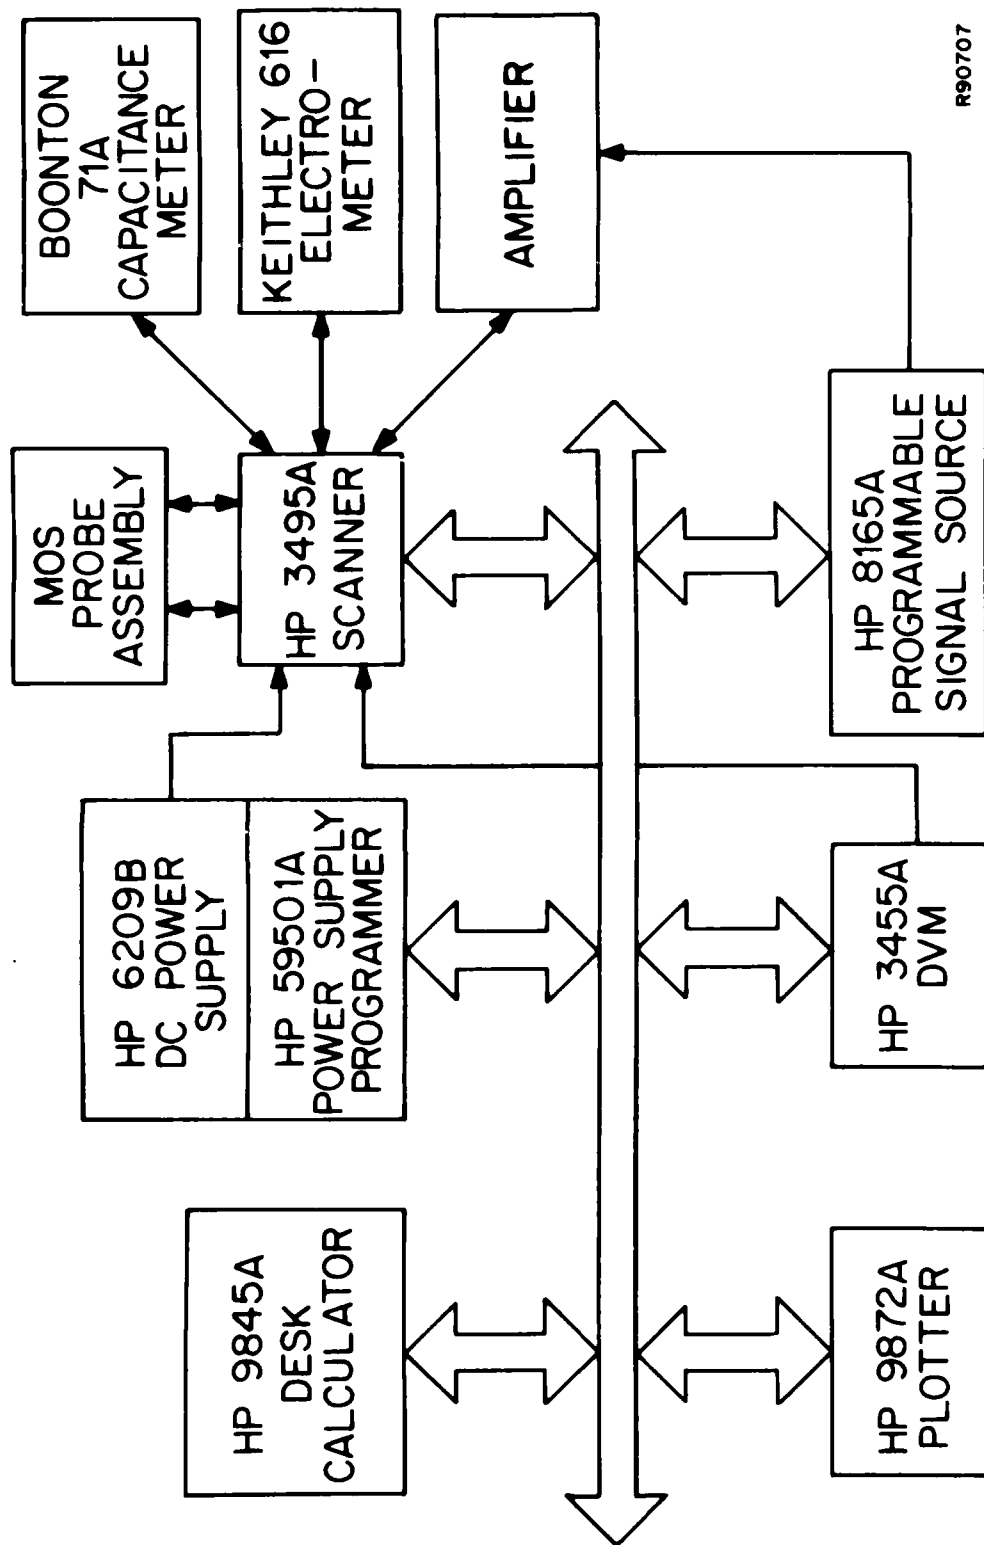 BOONTON
71A
CAPACITANCE
METER
KEITHLEY 616
ELECTRO-
METER
AMPLIFIER
MOS
PROBE
ASSEMBLY
HP 3495A
SCANNER
HP 6209B
DC POWER
SUPPLY
HP 59501A
POWER SUPPLY
PROGRAMMER
HP 9845A
DESK
CALCULATOR
HP 9872A
PLOTTER
HP 3455A
DVM
HP 8165A
PROGRAMMABLE
SIGNAL SOURCE
R90707